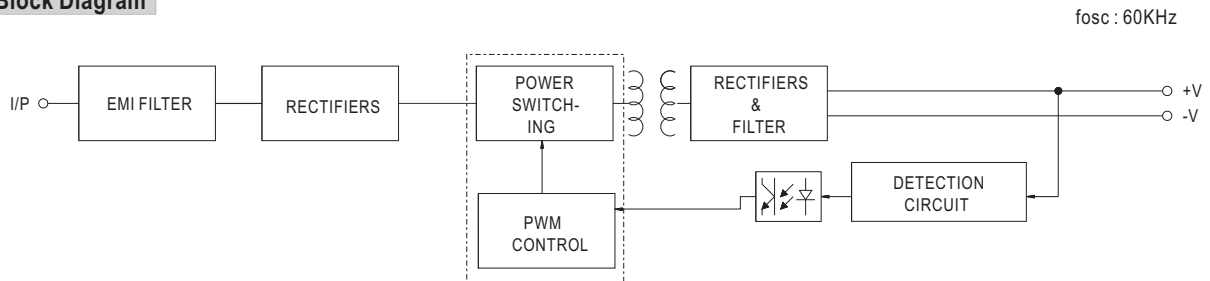 Block Diagram
fosc : 60KHz
I/P
EMI FILTER
RECTIFIERS
POWER
SWITCH-
ING
RECTIFIERS
&
FILTER
+V
-V
DETECTION
CIRCUIT
PWM
CONTROL